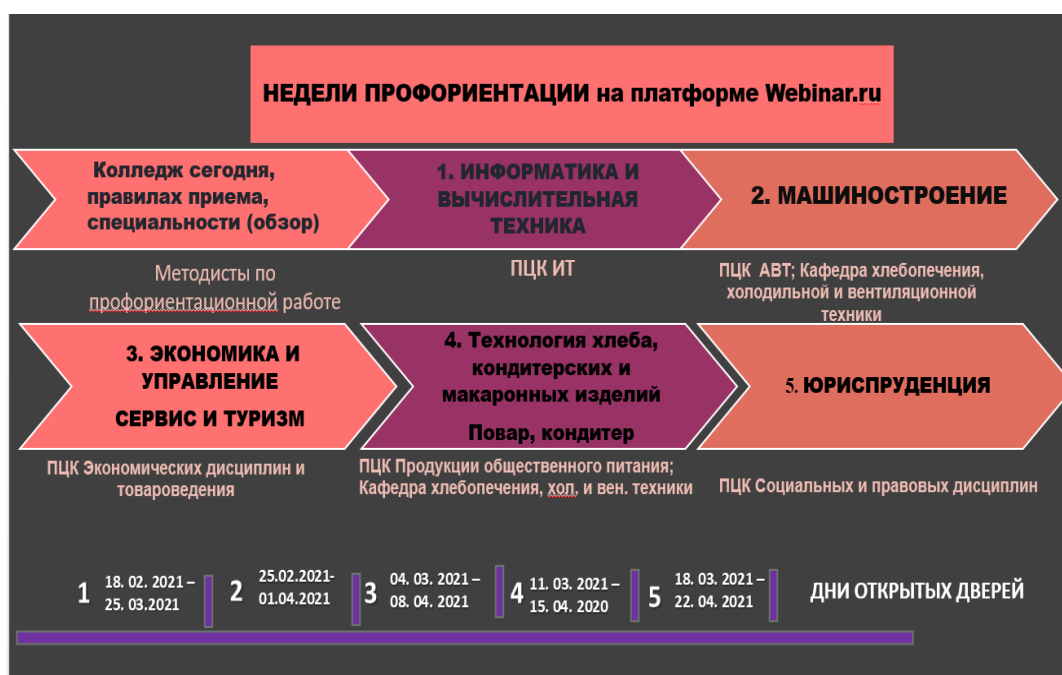 НЕДЕЛИ ПРОФОРИЕНТАЦИИ на платформе Webinar.ru
Колледж сегодня,
правилах приема,
специальности (обзор)
1. ИНФОРМАТИКА И
ВЫЧИСЛИТЕЛЬНАЯ
ТЕХНИКА
2. МАШИНОСТРОЕНИЕ
Методисты по
профориентационной работе
ПЦК ИТ
ПЦК АВТ; Кафедра хлебопечения,
холодильной и вентиляционной
техники
3. ЭКОНОМИКА И
УПРАВЛЕНИЕ
СЕРВИС И ТУРИЗМ
4. Технология хлеба,
кондитерских и
макаронных изделий
Повар, кондитер
5. ЮРИСПРУДЕНЦИЯ
ПЦК Экономических дисциплин и
товароведения
ПЦК Продукции общественного питания;
Кафедра хлебопечения, хол. и вен. техники
ПЦК Социальных и правовых дисциплин
1 18. 02. 2021 –
25. 03.2021
2 25.02.2021-
01.04.2021
3 04. 03. 2021 –
08. 04. 2021
4 11. 03. 2021 –
15. 04. 2020
5 18. 03. 2021 –
22. 04. 2021
ДНИ ОТКРЫТЫХ ДВЕРЕЙ